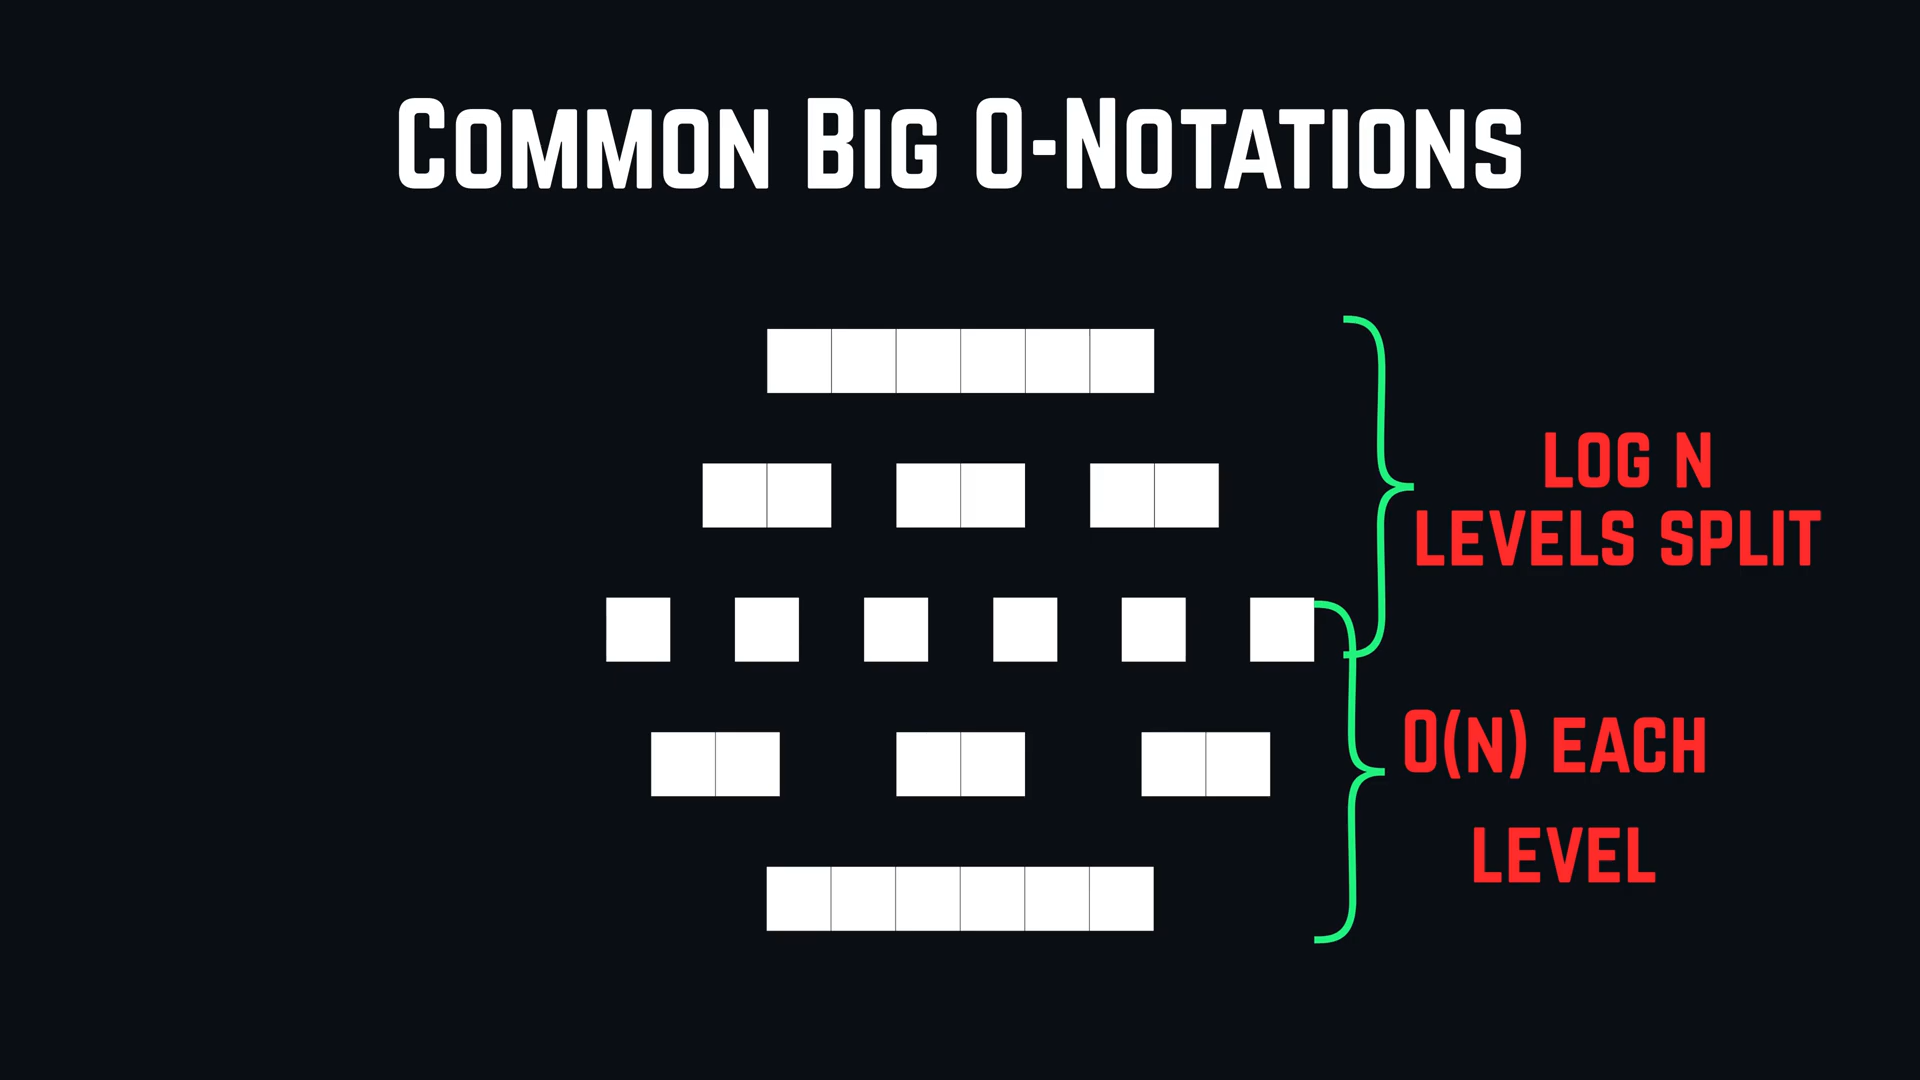 Common Big O-Notations
LOG N
LEVELS SPLIT
O(N) EACH
LEVEL